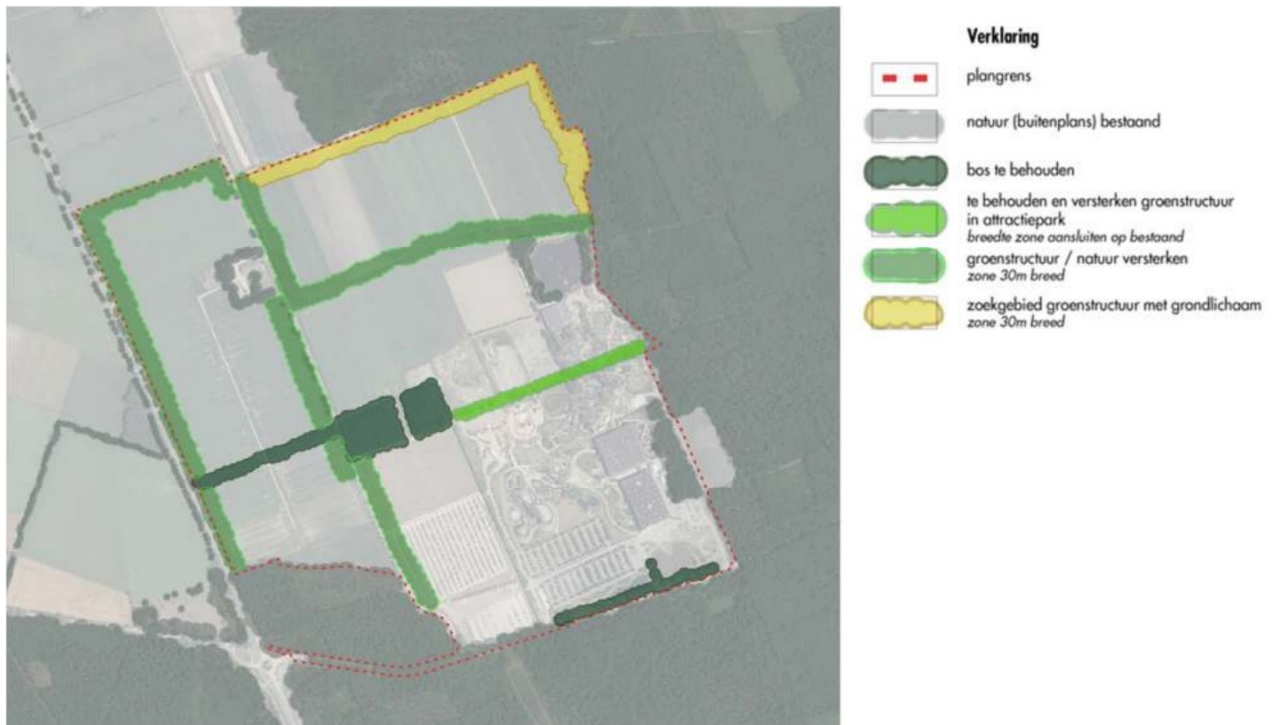 Verklaring
plangrens
natuur (buitenplans) bestaand
bos te behouden
te behouden en versterken groenstructuur
in attractiepark
breedte zone aansluiten op bestaand
groenstructuur / natuur versterken
zone 30m breed
zoekgebied groenstructuur met grondlichaam
zone 30m breed